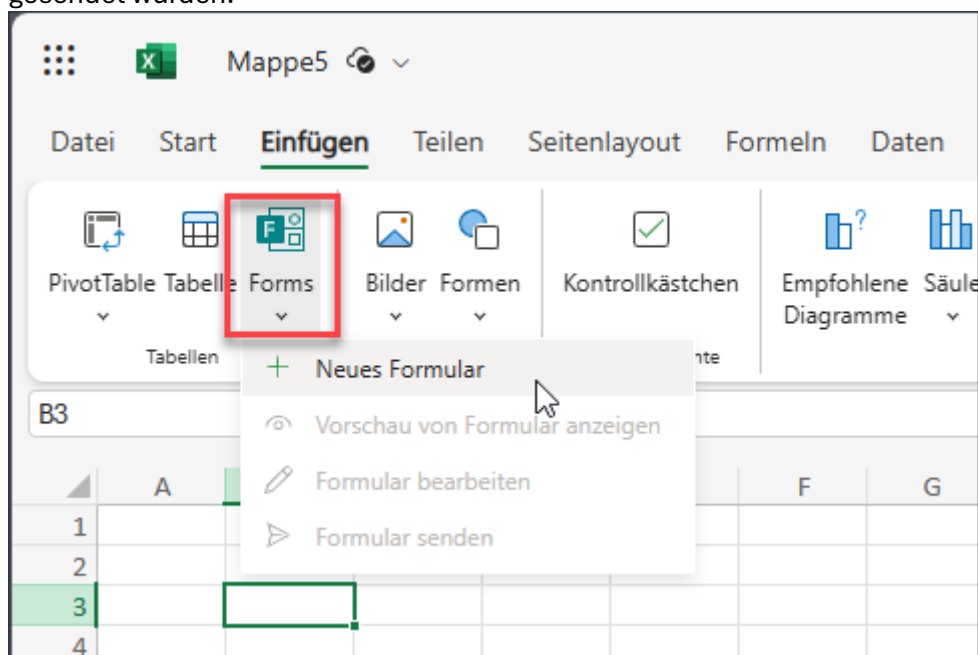 Mappe5
Datei Start Einfügen Teilen Seitenlayout Formeln Daten
PivotTable Tabelle Forms Bilder Formen Kontrollkästchen Empfohlene Diagramme Säule
Tabellen
Neues Formular
B3
Vorschau von Formular anzeigen
A F G
Formular bearbeiten
1
Formular senden
2
3
4